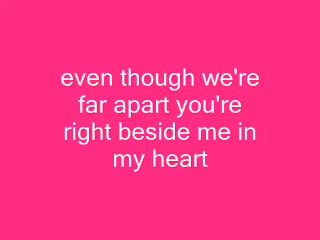 even though we're
far apart you're
right beside me in
my heart